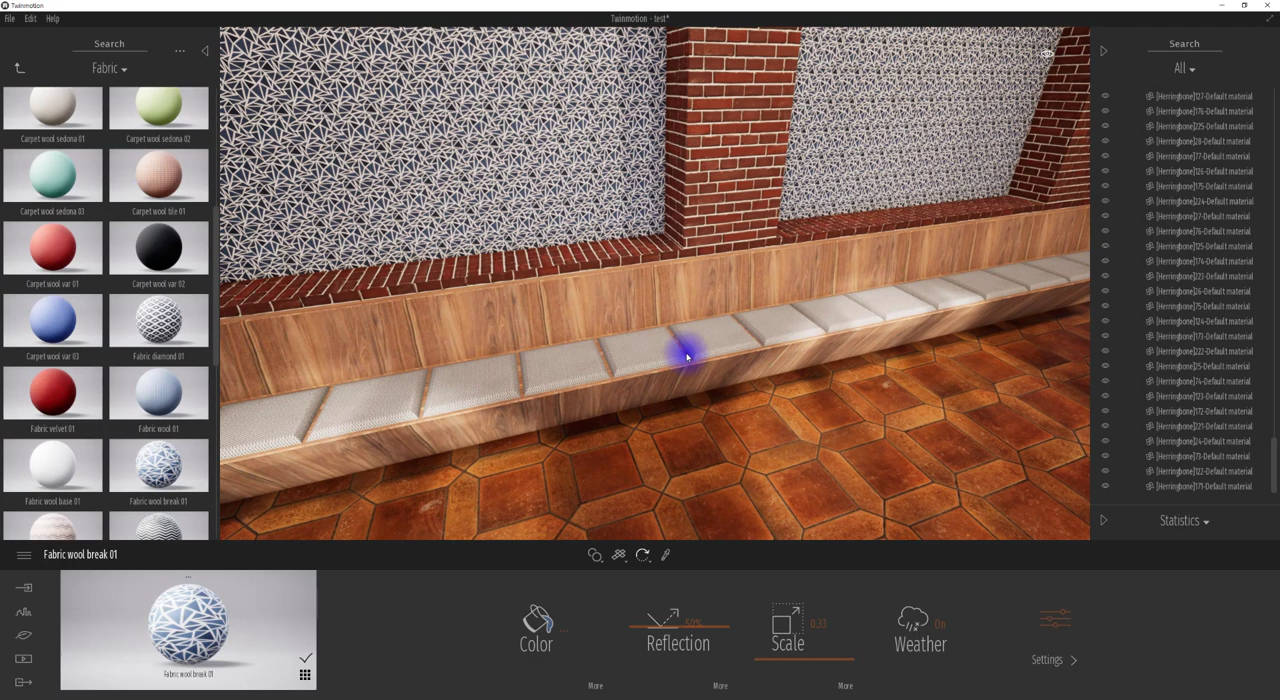 Twinmotion
File Edit Help
Twinmotion - test*
Search
...
Fabric
Carpet wool sedona 01
Carpet wool sedona 02
Carpet wool sedona 03
Carpet wool tile 01
Carpet wool var 01
Carpet wool var 02
Carpet wool var 03
Fabric diamond 01
Fabric velvet 01
Fabric wool 01
Fabric wool base 01
Fabric wool break 01
Search
All
[Herringbone]127-Default material
[Herringbone]176-Default material
[Herringbone]225-Default material
[Herringbone]28-Default material
[Herringbone]77-Default material
[Herringbone]126-Default material
[Herringbone]175-Default material
[Herringbone]224-Default material
[Herringbone]27-Default material
[Herringbone]76-Default material
[Herringbone]125-Default material
[Herringbone]174-Default material
[Herringbone]223-Default material
[Herringbone]26-Default material
[Herringbone]75-Default material
[Herringbone]124-Default material
[Herringbone]173-Default material
[Herringbone]222-Default material
[Herringbone]25-Default material
[Herringbone]74-Default material
[Herringbone]123-Default material
[Herringbone]172-Default material
[Herringbone]221-Default material
[Herringbone]24-Default material
[Herringbone]73-Default material
[Herringbone]122-Default material
[Herringbone]171-Default material
Statistics
Fabric wool break 01
...
Fabric wool break 01
Color ...
50%
Reflection
0.33
Scale
On
Weather
Settings
More
More
More